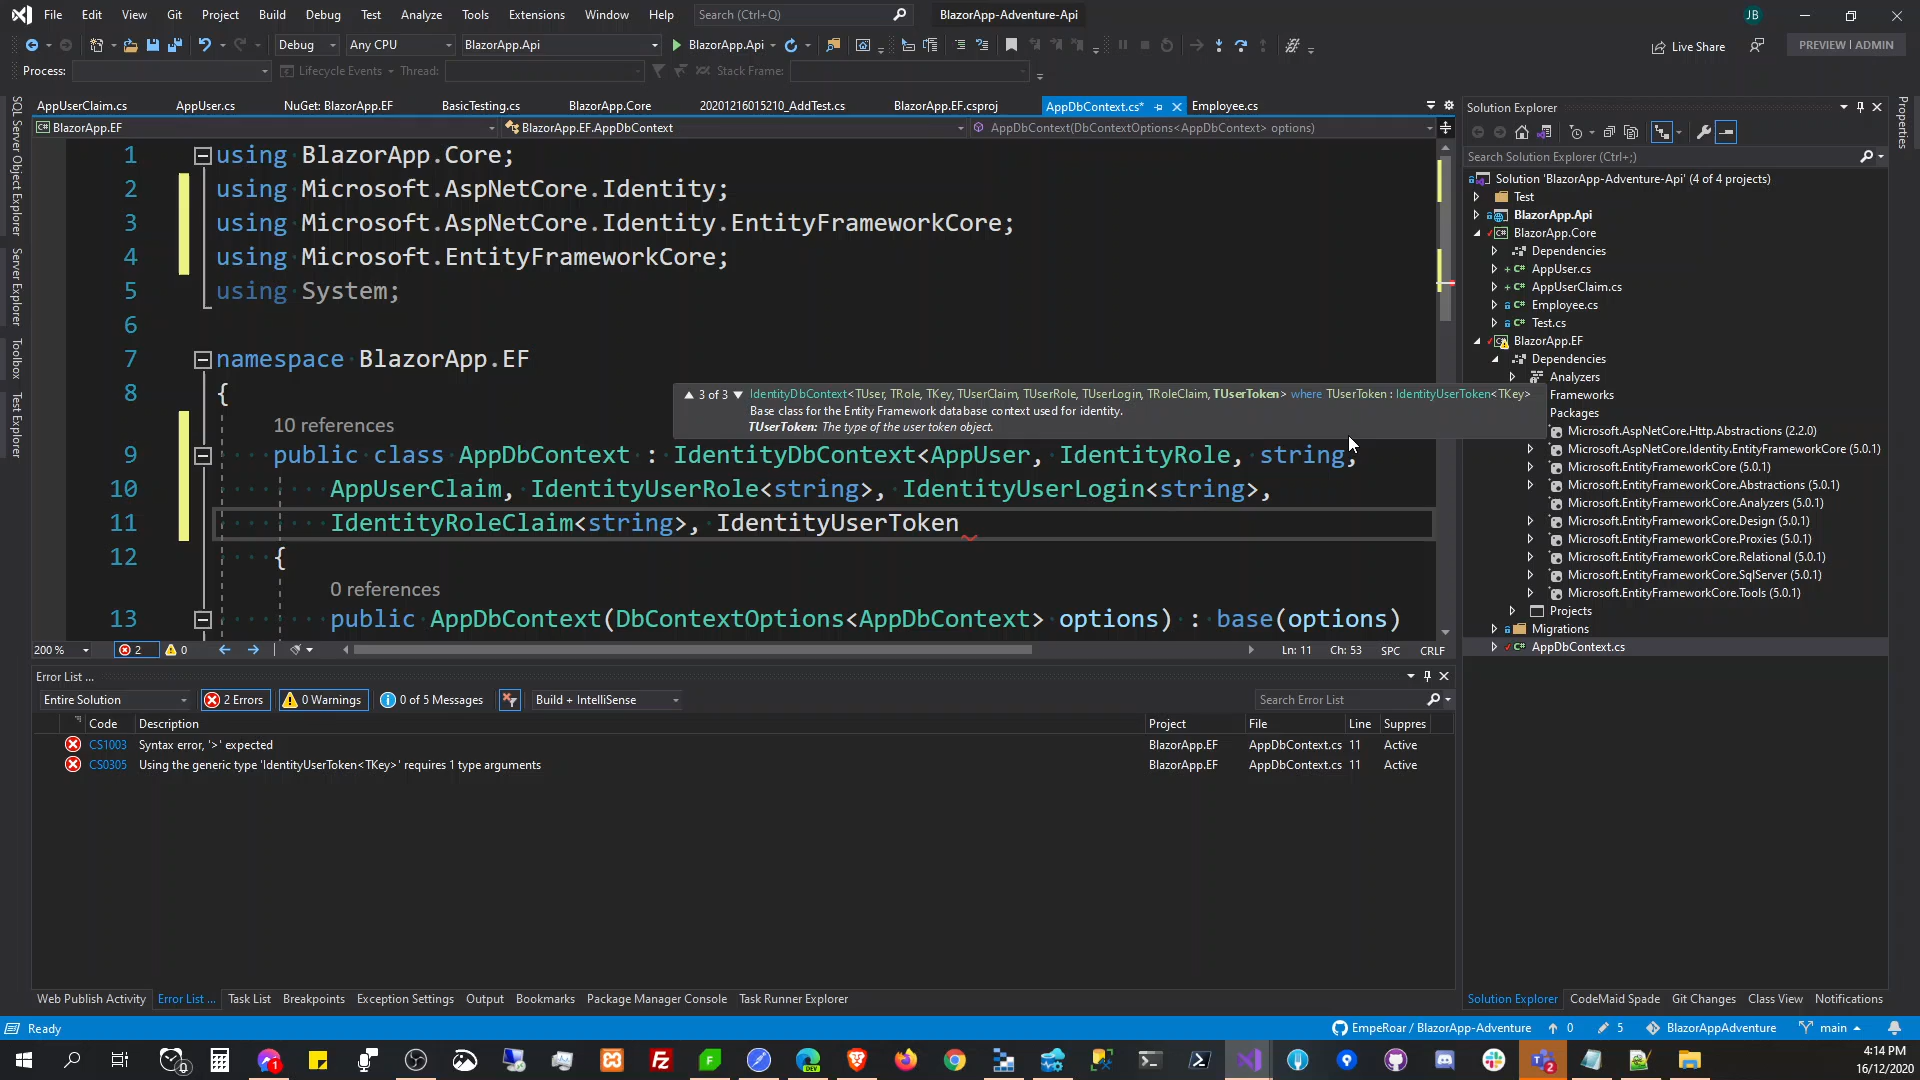 File Edit View Git Project Build Debug Test Analyze Tools Extensions Window Help Search (Ctrl+Q) BlazorApp-Adventure-Api JB
Debug Any CPU BlazorApp.Api BlazorApp.Api Live Share PREVIEW | ADMIN
Process: Lifecycle Events Thread: Stack Frame:
AppUserClaim.cs AppUser.cs NuGet: BlazorApp.EF BasicTesting.cs BlazorApp.Core 20201216015210_AddTest.cs BlazorApp.EF.csproj AppDbContext.cs* Employee.cs
BlazorApp.EF BlazorApp.EF.AppDbContext AppDbContext(DbContextOptions<AppDbContext> options)
SQL Server Object Explorer
Server Explorer
Toolbox
Test Explorer
1 using BlazorApp.Core;
2 using Microsoft.AspNetCore.Identity;
3 using Microsoft.AspNetCore.Identity.EntityFrameworkCore;
4 using Microsoft.EntityFrameworkCore;
5 using System;
6
7 namespace BlazorApp.EF
8 {
3 of 3 IdentityDbContext<TUser, TRole, TKey, TUserClaim, TUserRole, TUserLogin, TRoleClaim, TUserToken> where TUserToken : IdentityUserToken<TKey>
Base class for the Entity Framework database context used for identity.
TUserToken: The type of the user token object.
10 references
9 public class AppDbContext : IdentityDbContext<AppUser, IdentityRole, string,
10 AppUserClaim, IdentityUserRole<string>, IdentityUserLogin<string>,
11 IdentityRoleClaim<string>, IdentityUserToken
12 {
0 references
13 public AppDbContext(DbContextOptions<AppDbContext> options) : base(options)
200 % 2 0 Ln: 11 Ch: 53 SPC CRLF
Error List ...
Entire Solution 2 Errors 0 Warnings 0 of 5 Messages Build + IntelliSense Search Error List
Code Description Project File Line Suppres
CS1003 Syntax error, '>' expected BlazorApp.EF AppDbContext.cs 11 Active
CS0305 Using the generic type 'IdentityUserToken<TKey>' requires 1 type arguments BlazorApp.EF AppDbContext.cs 11 Active
Web Publish Activity Error List ... Task List Breakpoints Exception Settings Output Bookmarks Package Manager Console Task Runner Explorer
Solution Explorer
Search Solution Explorer (Ctrl+;)
Solution 'BlazorApp-Adventure-Api' (4 of 4 projects)
Test
BlazorApp.Api
BlazorApp.Core
Dependencies
AppUser.cs
AppUserClaim.cs
Employee.cs
Test.cs
BlazorApp.EF
Dependencies
Analyzers
Frameworks
Packages
Microsoft.AspNetCore.Http.Abstractions (2.2.0)
Microsoft.AspNetCore.Identity.EntityFrameworkCore (5.0.1)
Microsoft.EntityFrameworkCore (5.0.1)
Microsoft.EntityFrameworkCore.Abstractions (5.0.1)
Microsoft.EntityFrameworkCore.Analyzers (5.0.1)
Microsoft.EntityFrameworkCore.Design (5.0.1)
Microsoft.EntityFrameworkCore.Proxies (5.0.1)
Microsoft.EntityFrameworkCore.Relational (5.0.1)
Microsoft.EntityFrameworkCore.SqlServer (5.0.1)
Microsoft.EntityFrameworkCore.Tools (5.0.1)
Projects
Migrations
AppDbContext.cs
Properties
Solution Explorer CodeMaid Spade Git Changes Class View Notifications
Ready EmpeRoar / BlazorApp-Adventure 0 5 BlazorAppAdventure main
4:14 PM
16/12/2020